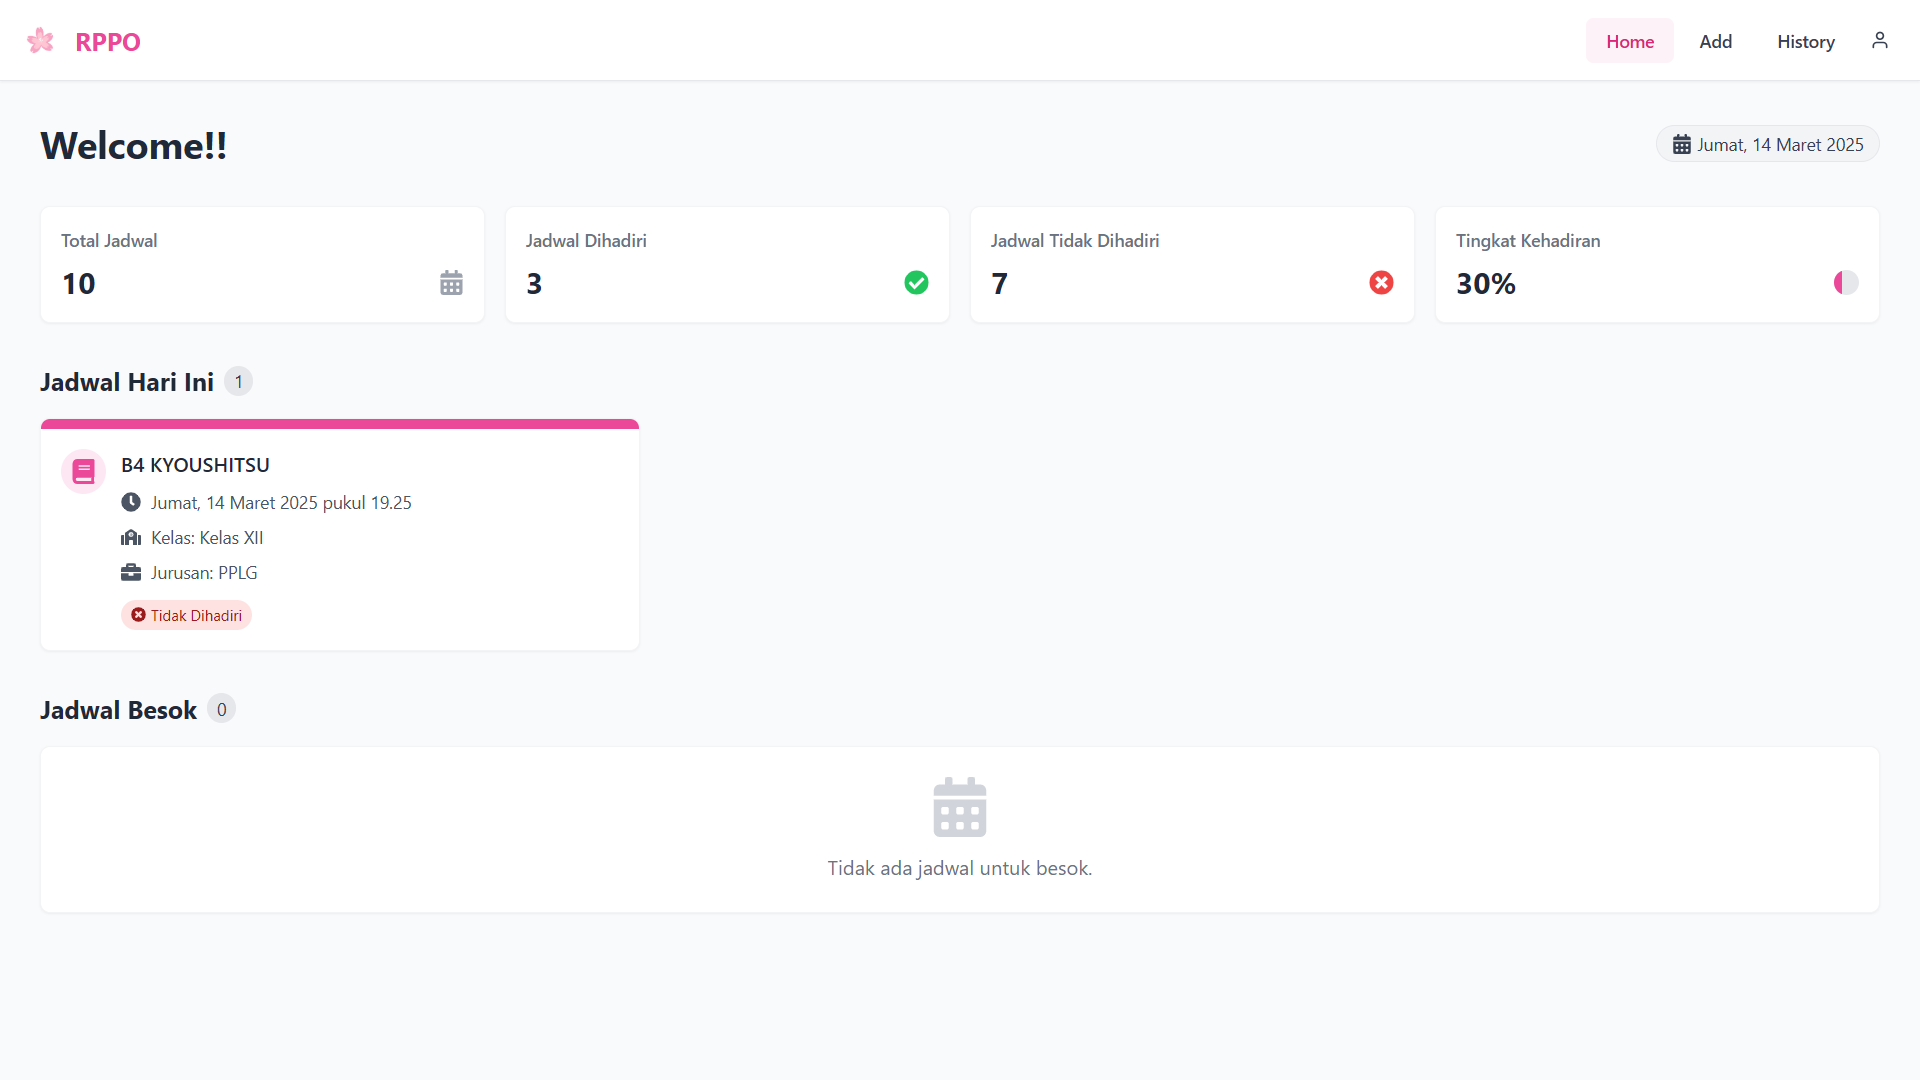 RPPO
Home
Add
History
Welcome!!
Jumat, 14 Maret 2025
Total Jadwal
10
Jadwal Dihadiri
3
Jadwal Tidak Dihadiri
7
Tingkat Kehadiran
30%
Jadwal Hari Ini 1
B4 KYOUSHITSU
Jumat, 14 Maret 2025 pukul 19.25
Kelas: Kelas XII
Jurusan: PPLG
Tidak Dihadiri
Jadwal Besok 0
Tidak ada jadwal untuk besok.